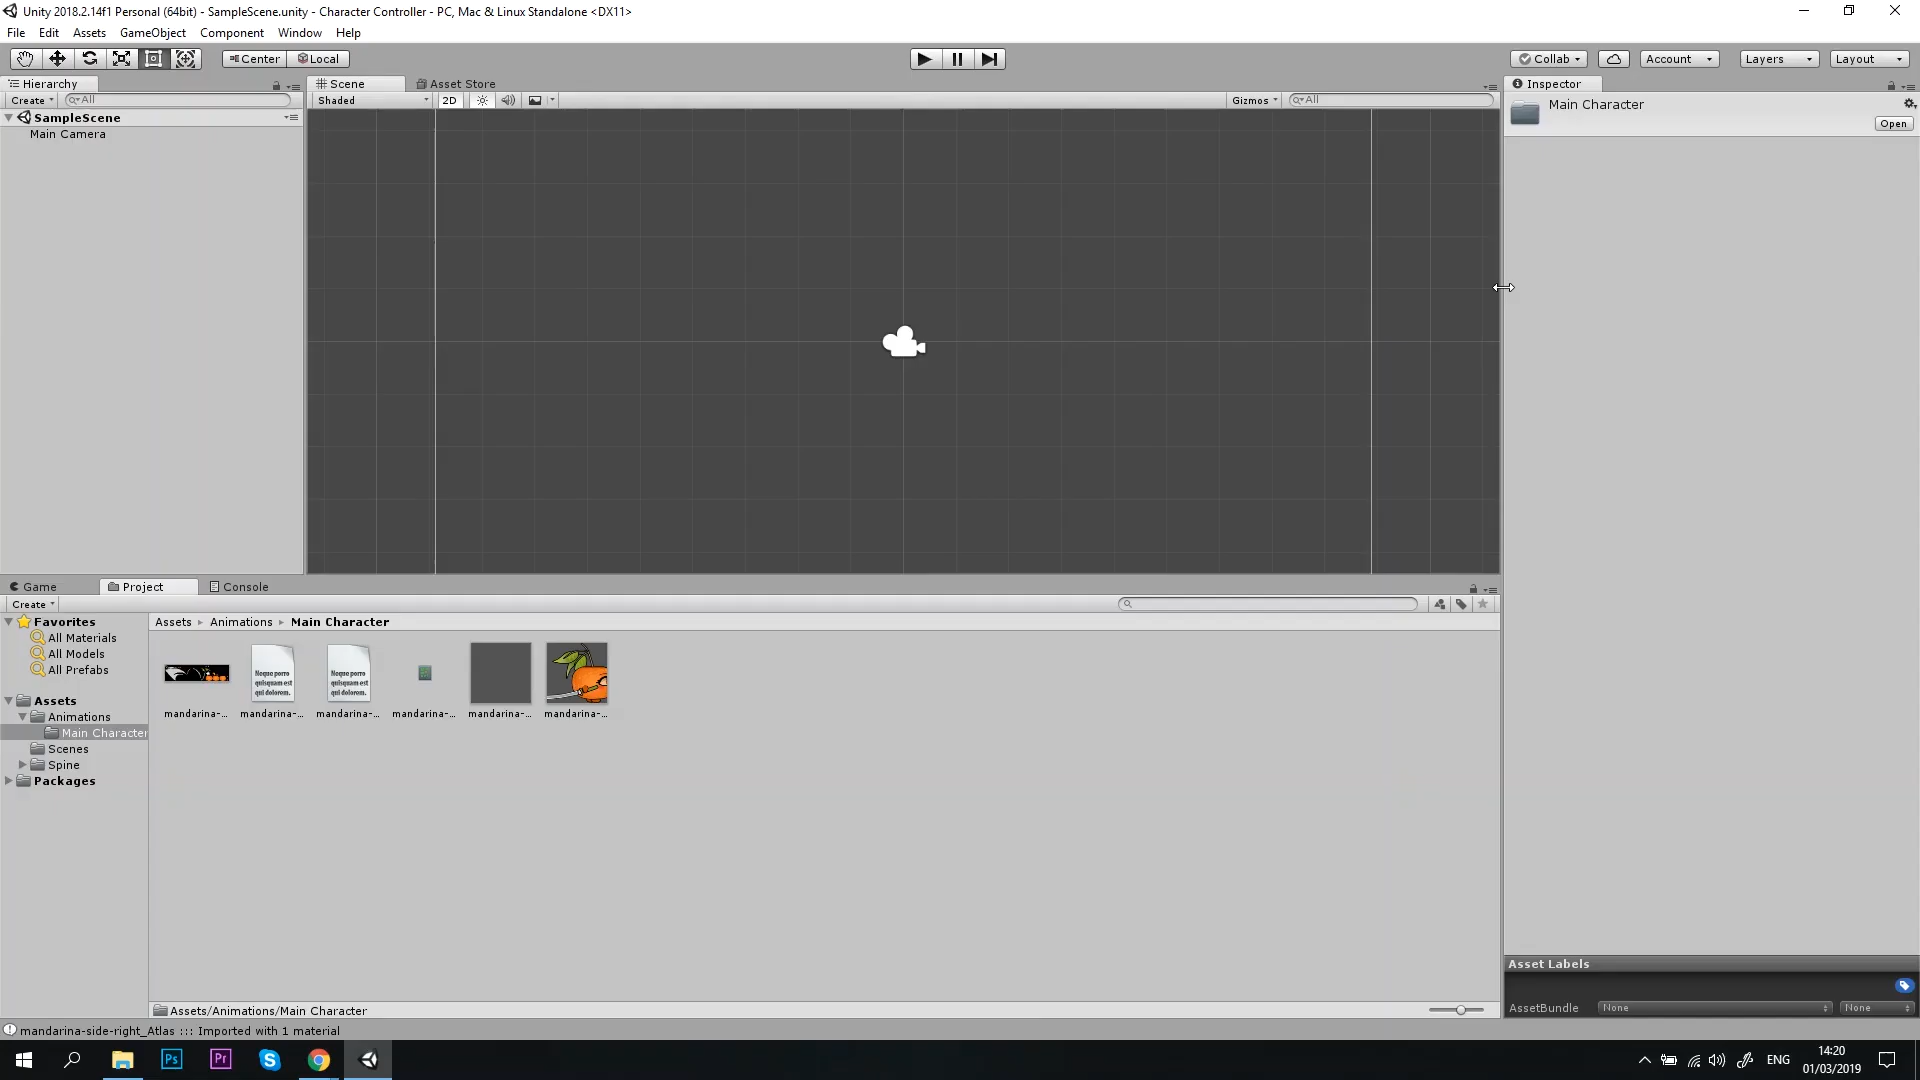 Unity 2018.2.14f1 Personal (64bit) - SampleScene.unity - Character Controller - PC, Mac & Linux Standalone <DX11>
File Edit Assets GameObject Component Window Help
Center Local
Collab Account Layers Layout
Hierarchy
Create All
SampleScene
Main Camera
Scene Asset Store
Shaded 2D Gizmos All
Inspector
Main Character
Open
Game Project Console
Create
Favorites
All Materials
All Models
All Prefabs
Assets
Animations
Main Character
Scenes
Spine
Packages
Assets Animations Main Character
Neque porro quisquam est qui dolorem.
Neque porro quisquam est qui dolorem.
mandarina-... mandarina-... mandarina-... mandarina-... mandarina-... mandarina-...
Assets/Animations/Main Character
Asset Labels
AssetBundle None None
mandarina-side-right_Atlas ::: Imported with 1 material
Ps Pr
ENG
14:20
01/03/2019